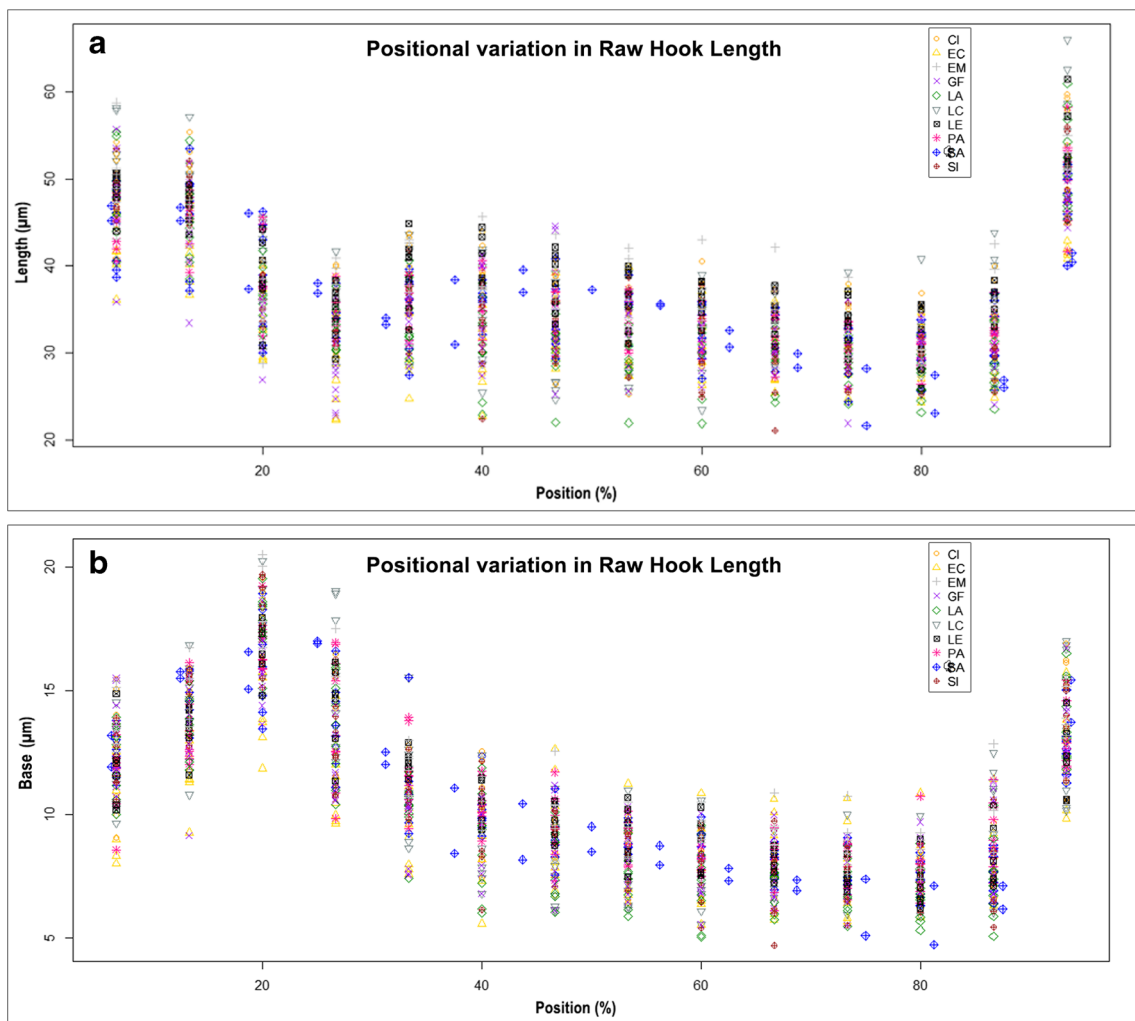 a
Positional variation in Raw Hook Length
CI
EC
EM
GF
LA
LC
LE
PA
SA
SI
Length (µm)
60
50
40
30
20
20
40
60
80
Position (%)
b
Positional variation in Raw Hook Length
CI
EC
EM
GF
LA
LC
LE
PA
SA
SI
Base (µm)
20
15
10
5
20
40
60
80
Position (%)